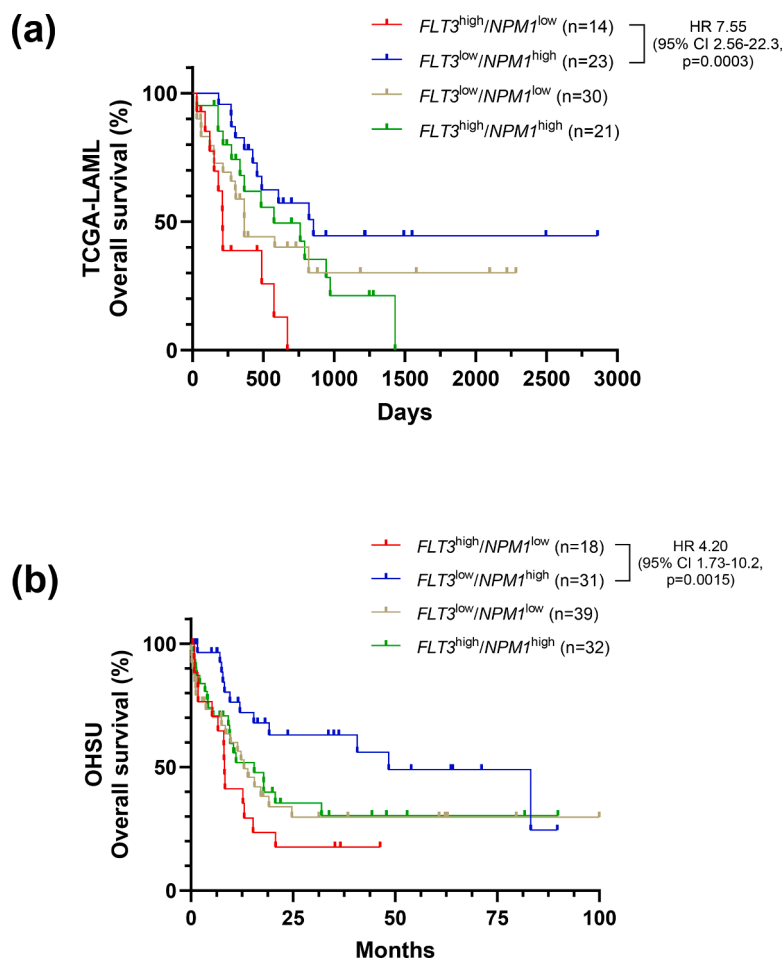 (a)
FLT3high/NPM1low (n=14)
FLT3low/NPM1high (n=23)
FLT3low/NPM1low (n=30)
FLT3high/NPM1high (n=21)
HR 7.55
(95% CI 2.56-22.3,
p=0.0003)
TCGA-LAML
Overall survival (%)
100
50
0
0 500 1000 1500 2000 2500 3000
Days
(b)
FLT3high/NPM1low (n=18)
FLT3low/NPM1high (n=31)
FLT3low/NPM1low (n=39)
FLT3high/NPM1high (n=32)
HR 4.20
(95% CI 1.73-10.2,
p=0.0015)
OHSU
Overall survival (%)
100
50
0
0 25 50 75 100
Months